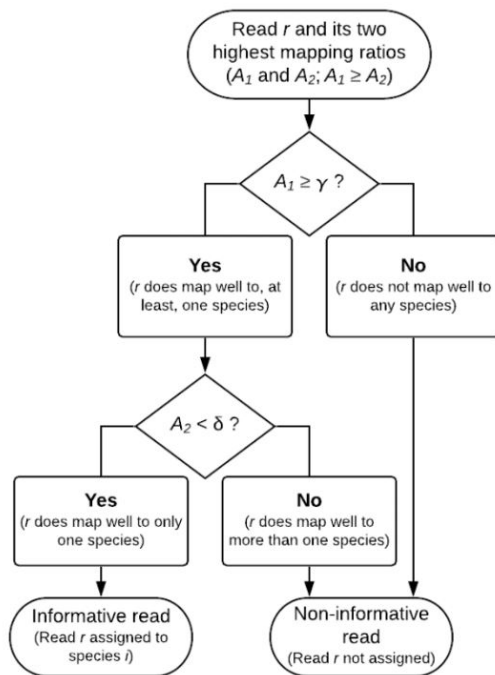 Read r and its two
highest mapping ratios
(A₁ and A₂; A₁ ≥ A₂)
A₁ ≥ γ ?
Yes
(r does map well to, at
least, one species)
No
(r does not map well to
any species)
A₂ < δ ?
Yes
(r does map well to only
one species)
No
(r does map well to
more than one species)
Informative read
(Read r assigned to
species i)
Non-informative
read
(Read r not assigned)